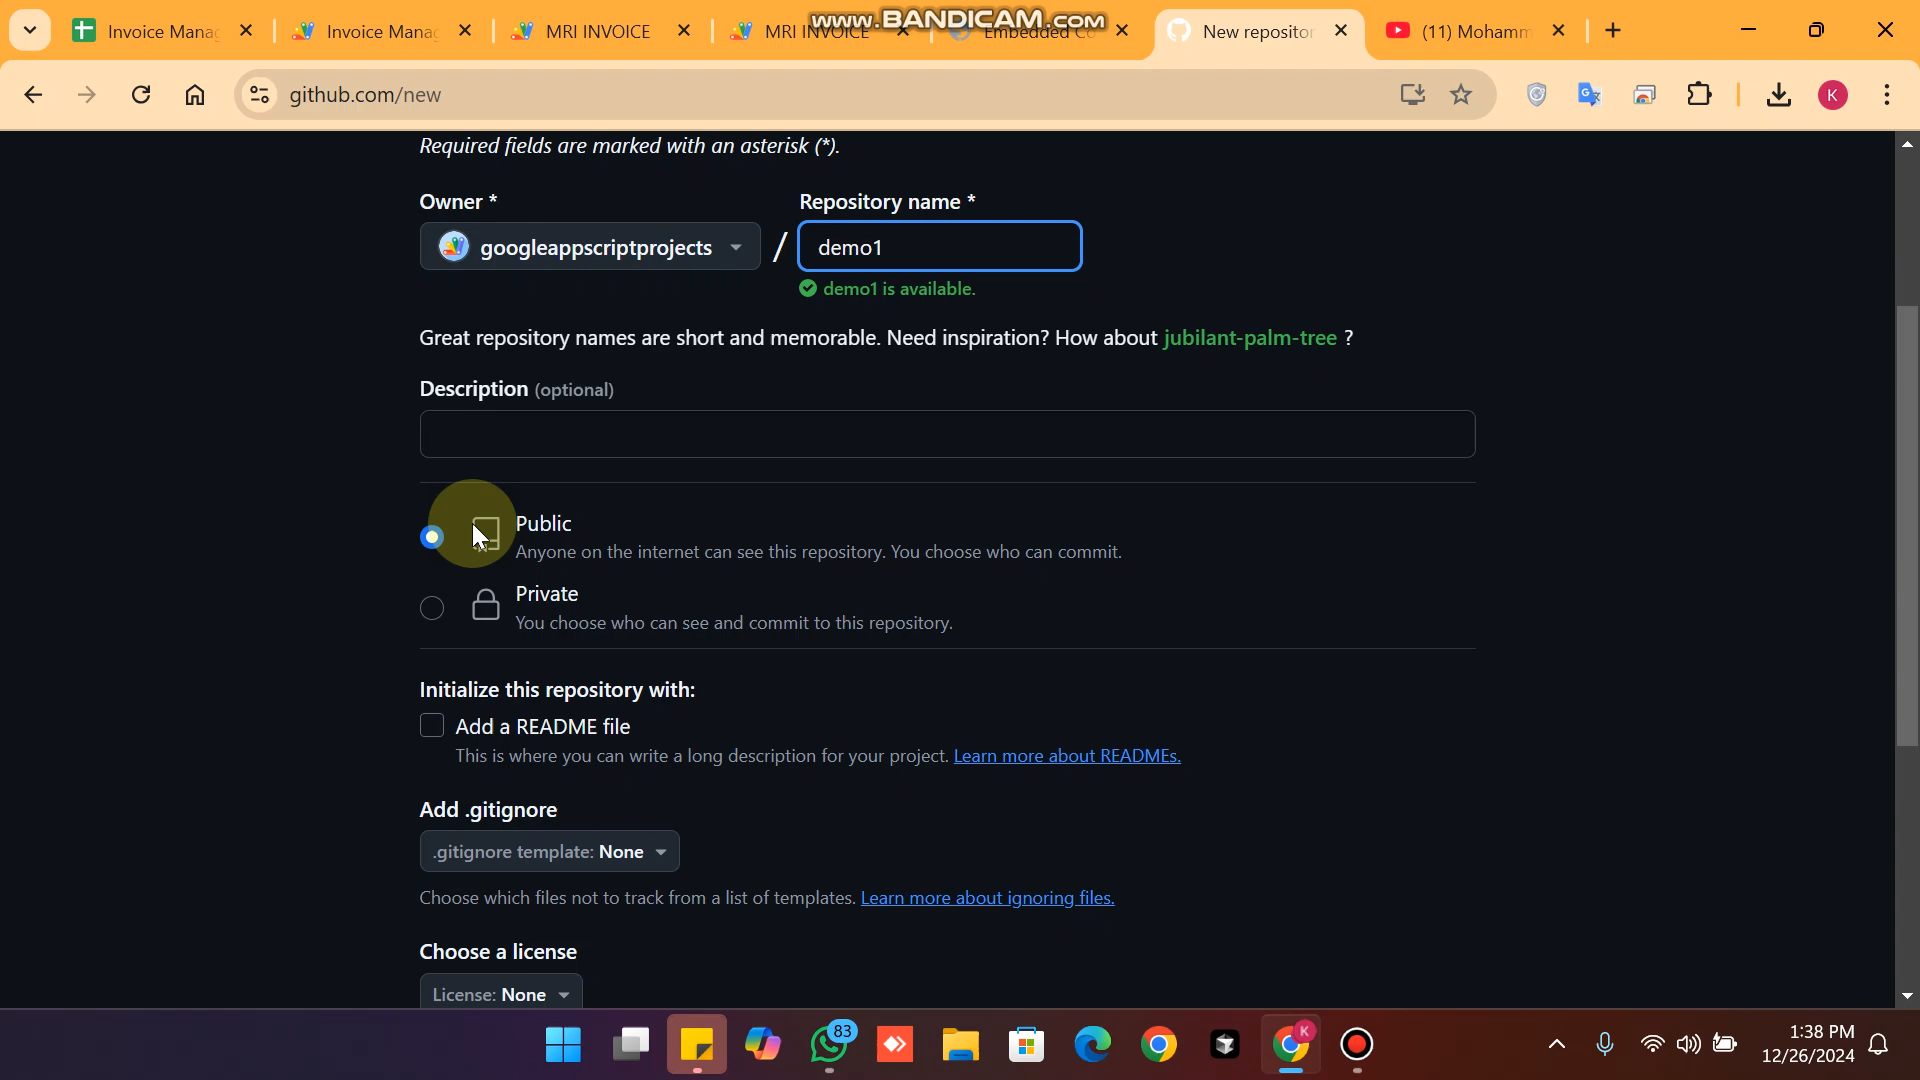 www.BANDICAM.com
Invoice Mana
Invoice Manag
MRI INVOICE
MRI INVOICE
Embedded Co
New repositor
(11) Mohamm
github.com/new
K
Required fields are marked with an asterisk (*).
Owner *
Repository name *
googleappscriptprojects
/
demo1
demo1 is available.
Great repository names are short and memorable. Need inspiration? How about jubilant-palm-tree ?
Description (optional)
Public
Anyone on the internet can see this repository. You choose who can commit.
Private
You choose who can see and commit to this repository.
Initialize this repository with:
Add a README file
This is where you can write a long description for your project. Learn more about READMEs.
Add .gitignore
.gitignore template: None
Choose which files not to track from a list of templates. Learn more about ignoring files.
Choose a license
License: None
83
K
1:38 PM
12/26/2024